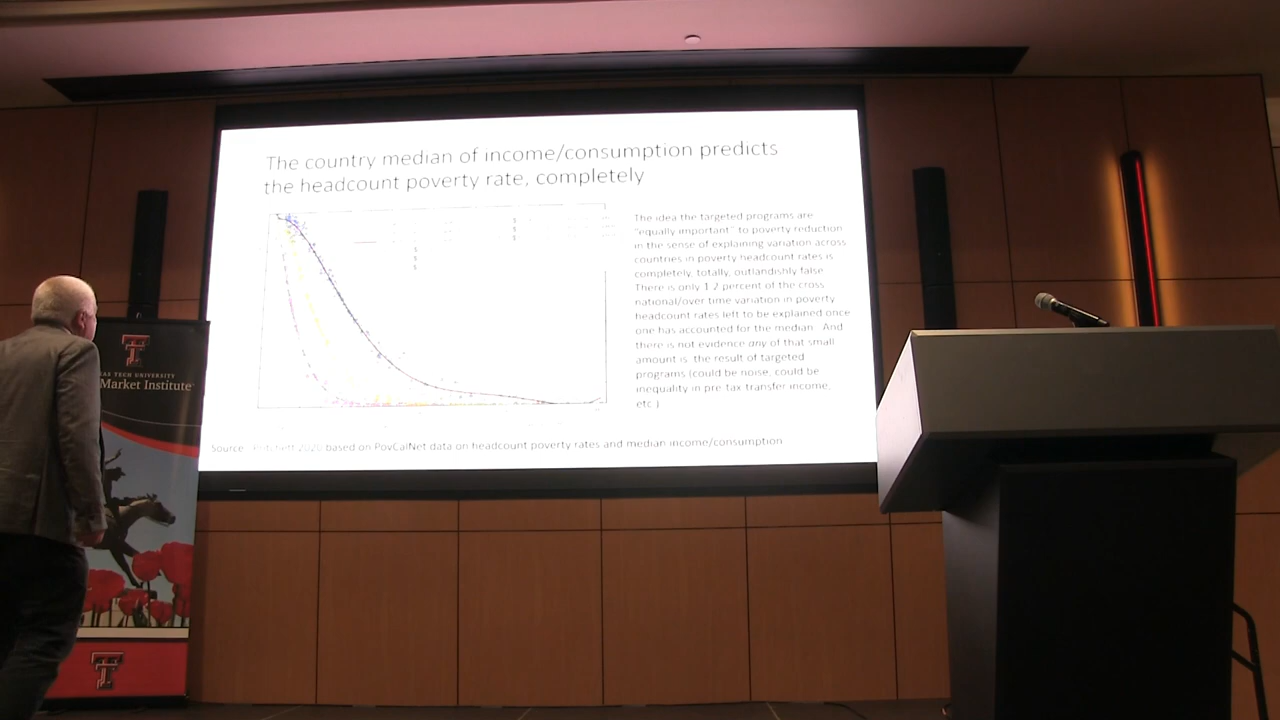 The country median of income/consumption predicts
the headcount poverty rate, completely
The idea the targeted programs are
“equally important” to poverty reduction
in the sense of explaining variation across
countries in poverty headcount rates is
completely, totally, outlandishly false
There is only 1 2 percent of the cross
national/over time variation in poverty
headcount rates left to be explained once
one has accounted for the median. And
there is not evidence any of that small
amount is the result of targeted
programs (could be noise, could be
inequality in pre-tax transfer income,
etc )
Source Pritchett 2020 based on PovCalNet data on headcount poverty rates and median income/consumption
AS TECH UNIVERSITY
Market Institute